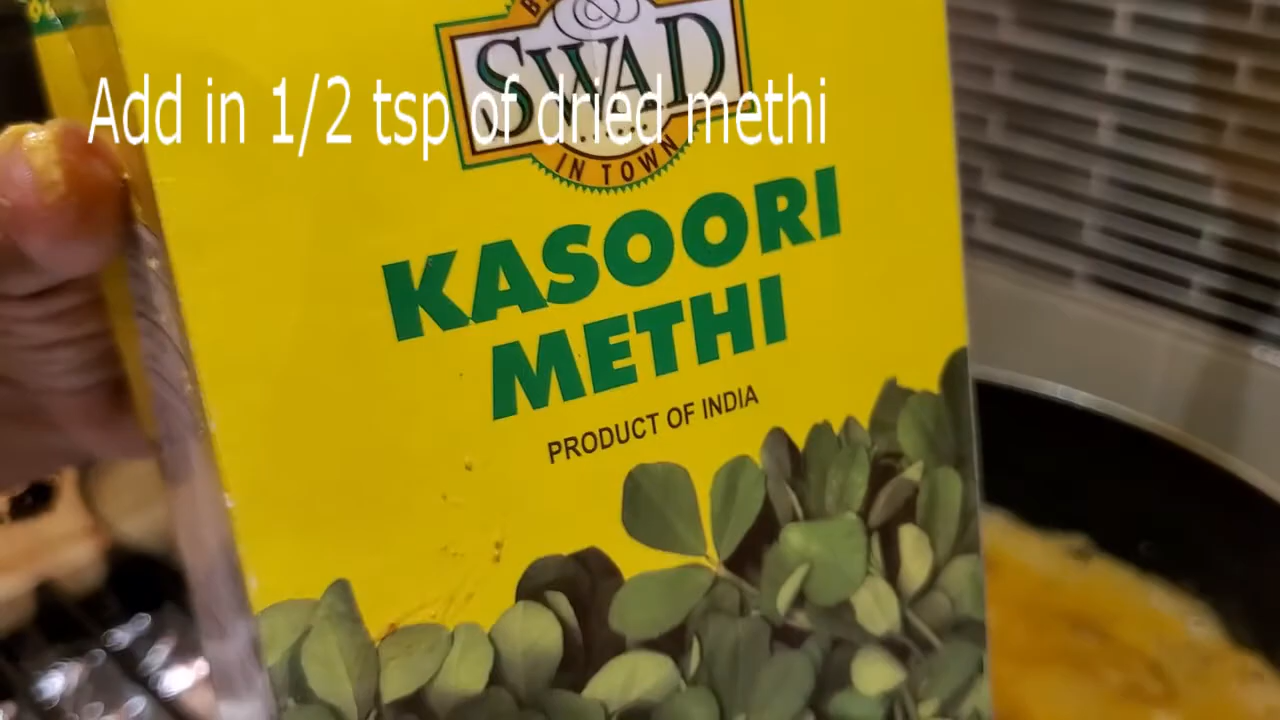 SWAD
Add in 1/2 tsp of dried methi
IN TOWN
KASOORI
METHI
PRODUCT OF INDIA